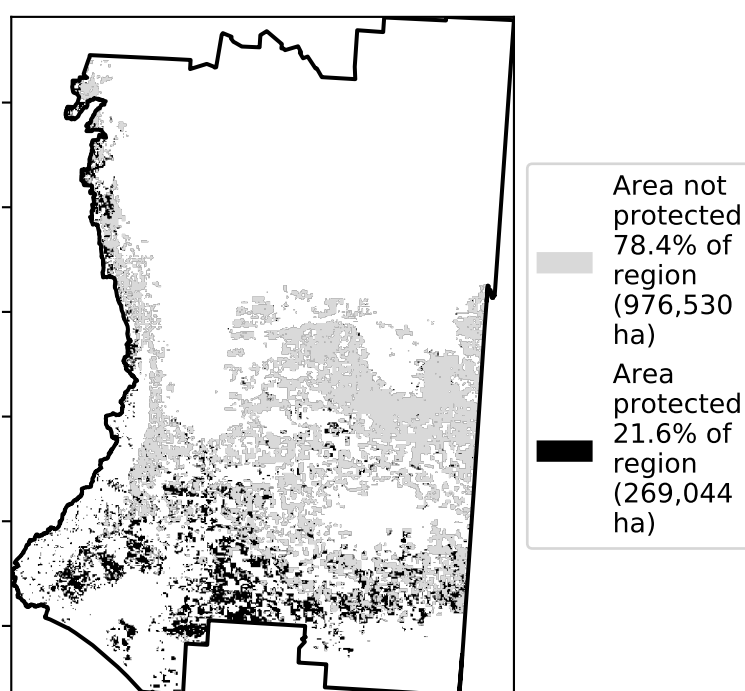 Area not
protected
78.4% of
region
(976,530
ha)
Area
protected
21.6% of
region
(269,044
ha)